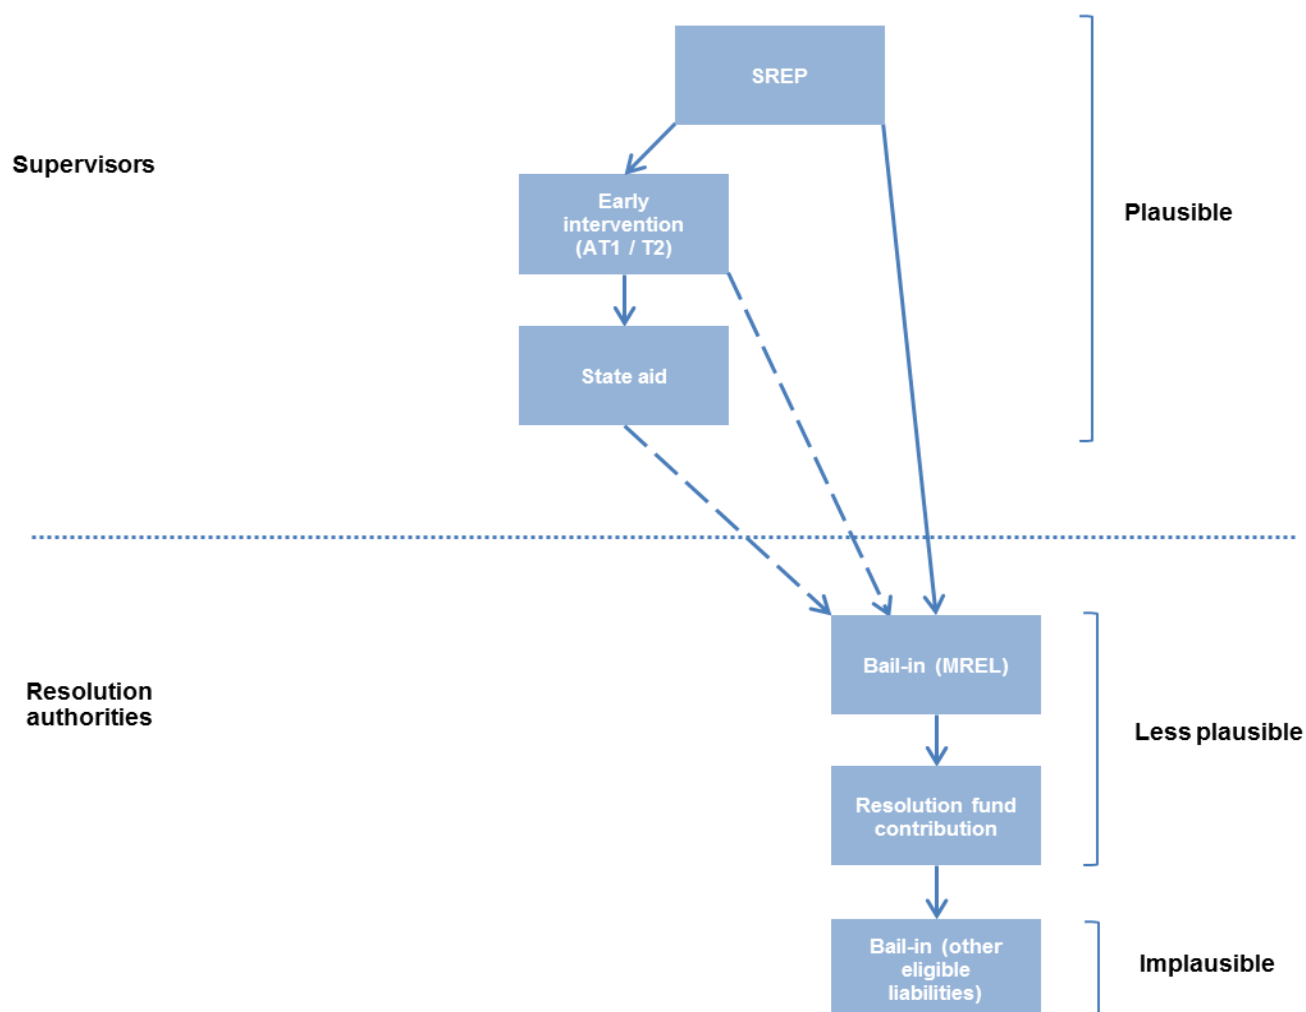 SREP
Supervisors
Early
intervention
(AT1 / T2)
Plausible
State aid
Bail-in (MREL)
Resolution
authorities
Less plausible
Resolution fund
contribution
Bail-in (other
eligible
liabilities)
Implausible